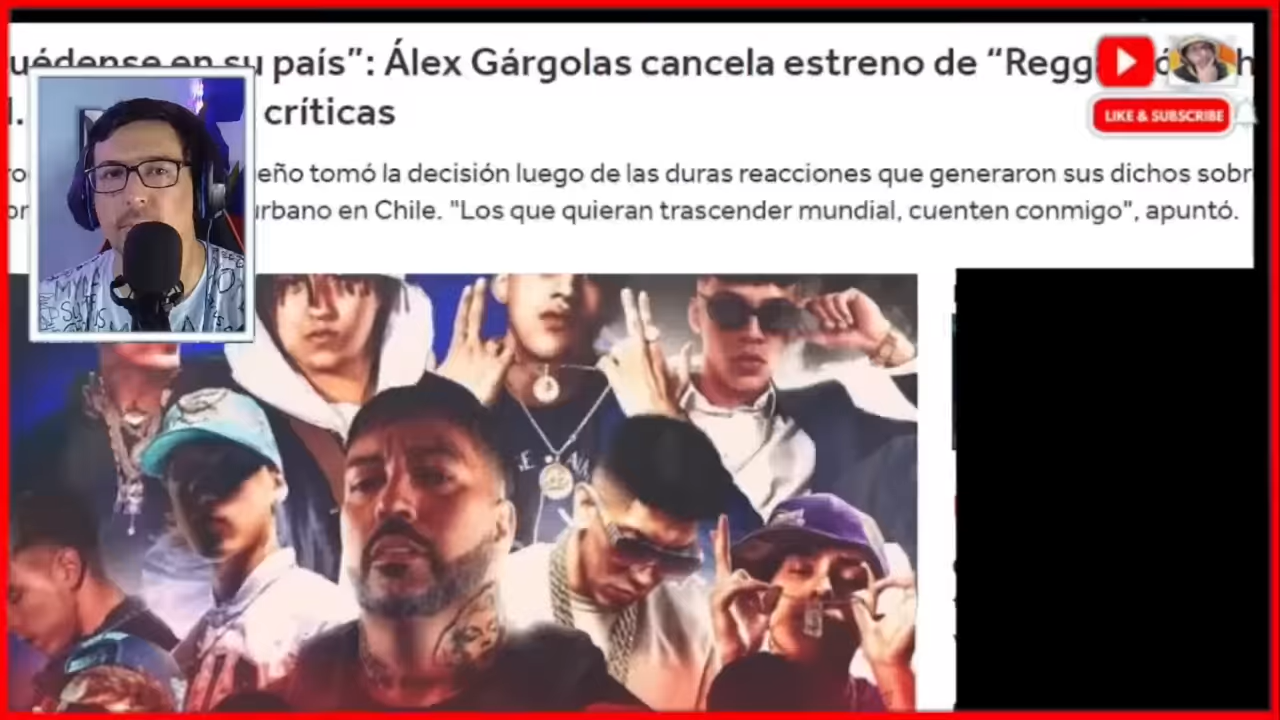 uédense en su país”: Álex Gárgolas cancela estreno de “Regg
críticas
eño tomó la decisión luego de las duras reacciones que generaron sus dichos sobr
urbano en Chile. "Los que quieran trascender mundial, cuenten conmigo", apuntó.
LIKE & SUBSCRIBE